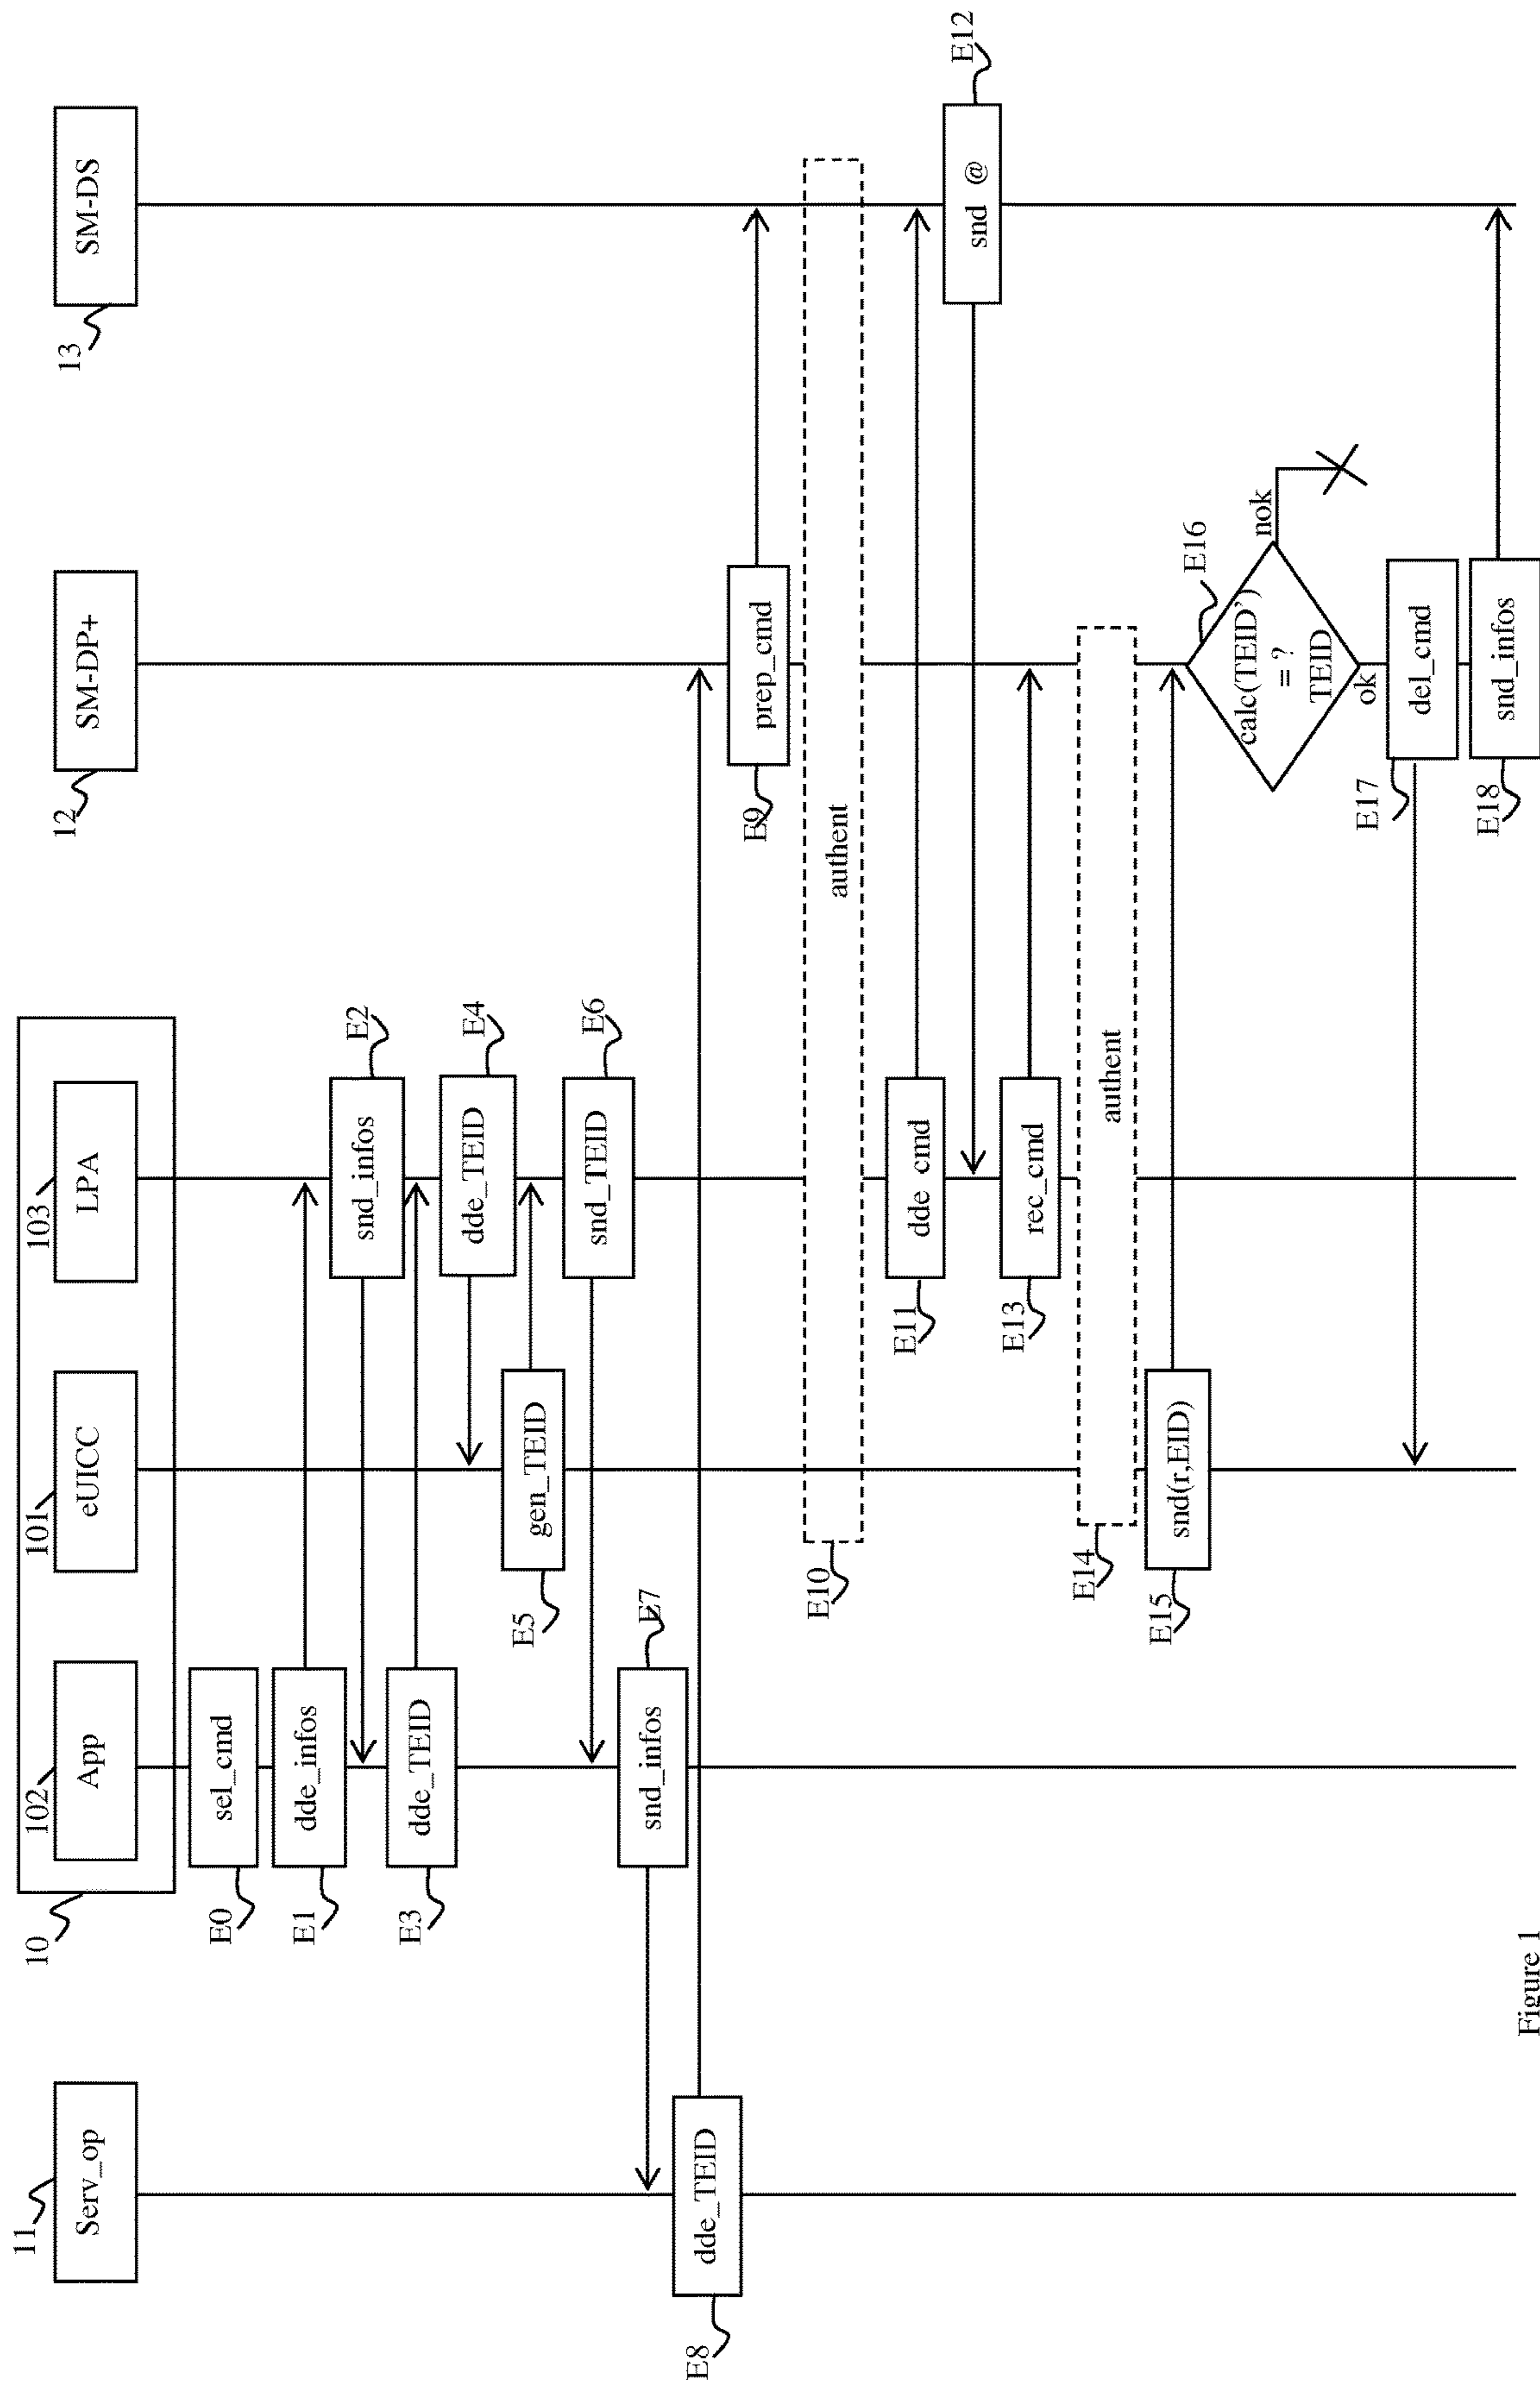 10
11
Serv_op
102
App
101
eUICC
103
LPA
12
SM-DP+
13
SM-DS
E0
sel_cmd
E1
dde_infos
snd_infos
E2
E3
dde_TEID
dde_TEID
E4
E5
gen_TEID
snd_TEID
E6
snd_infos
E7
E8
dde_TEID
E9
prep_cmd
E10
authent
E11
dde cmd
snd @
E12
E13
rec_cmd
E14
authent
E15
snd(r,EID)
E16
calc(TEID')
= ?
TEID
nok
ok
E17
del_cmd
E18
snd_infos
Figure 1